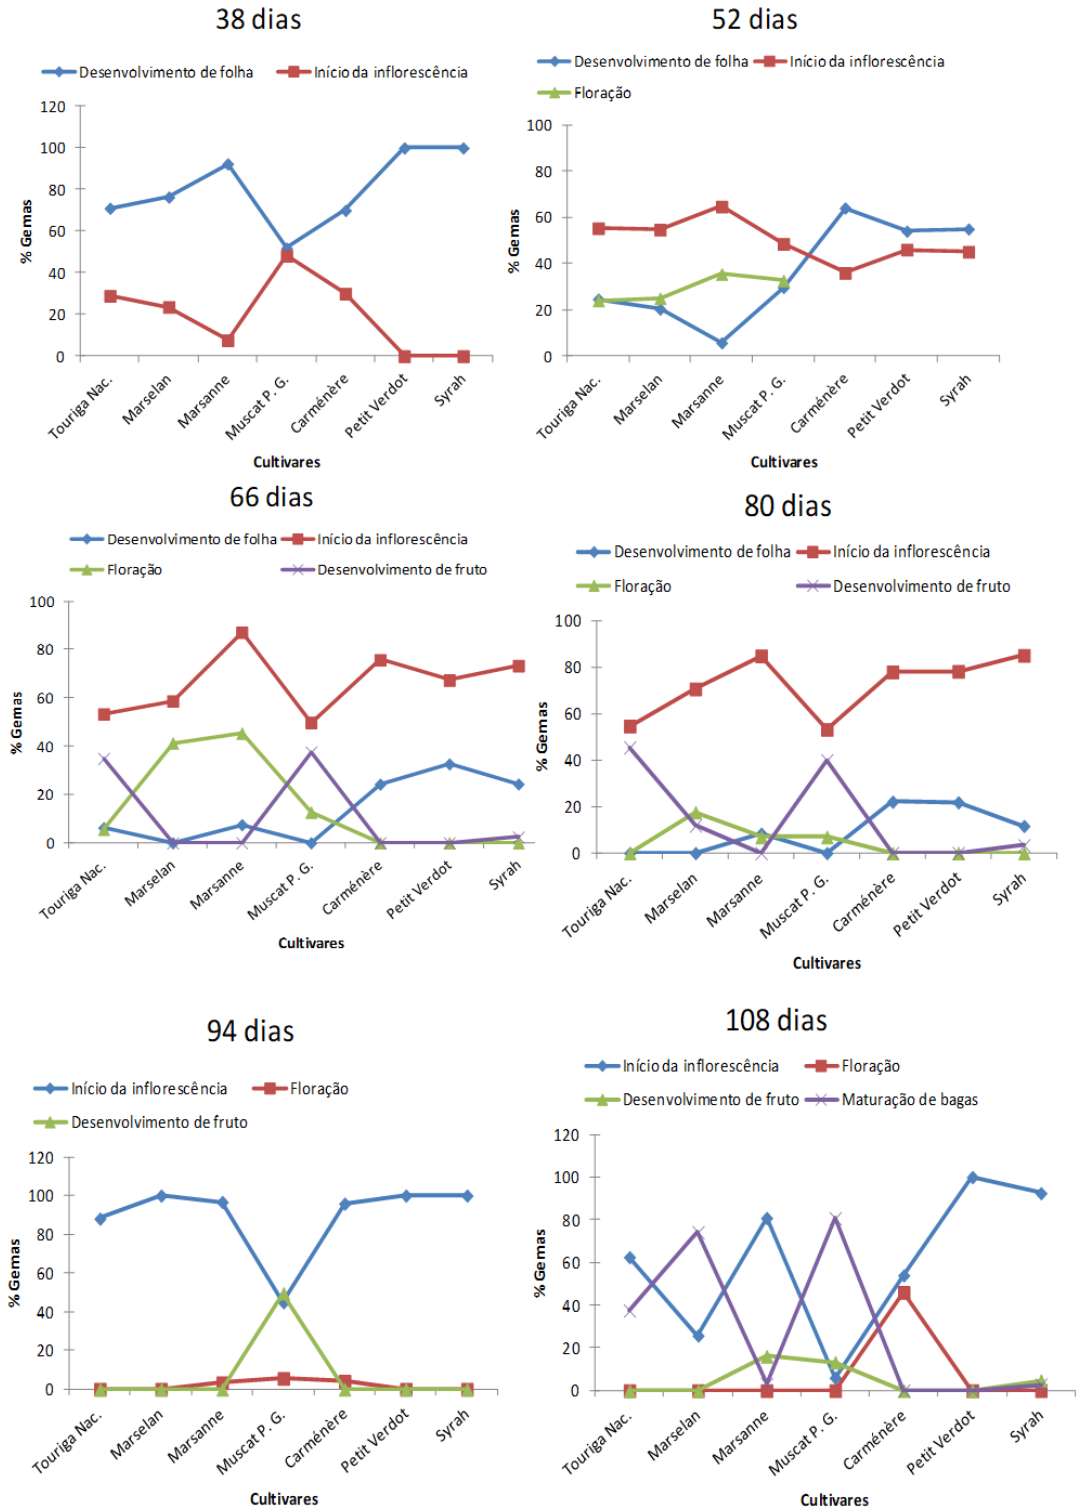 38 dias
Desenvolvimento de folha Início da inflorescência
120
100
80
60
40
20
0
% Gemas
Touriga Nac. Marselan Marsanne Muscat P. G. Carménère Petit Verdot Syrah
Cultivares
52 dias
Desenvolvimento de folha Início da inflorescência
Floração
100
80
60
40
20
0
% Gemas
Touriga Nac. Marselan Marsanne Muscat P. G. Carménère Petit Verdot Syrah
Cultivares
66 dias
Desenvolvimento de folha Início da inflorescência
Floração Desenvolvimento de fruto
100
80
60
40
20
0
% Gemas
Touriga Nac. Marselan Marsanne Muscat P. G. Carménère Petit Verdot Syrah
Cultivares
80 dias
Desenvolvimento de folha Início da inflorescência
Floração Desenvolvimento de fruto
100
80
60
40
20
0
% Gemas
Touriga Nac. Marselan Marsanne Muscat P. G. Carménère Petit Verdot Syrah
Cultivares
94 dias
Início da inflorescência Floração
Desenvolvimento de fruto
120
100
80
60
40
20
0
% Gemas
Touriga Nac. Marselan Marsanne Muscat P. G. Carménère Petit Verdot Syrah
Cultivares
108 dias
Início da inflorescência Floração
Desenvolvimento de fruto Maturação de bagas
120
100
80
60
40
20
0
% Gemas
Touriga Nac. Marselan Marsanne Muscat P. G. Carménère Petit Verdot Syrah
Cultivares